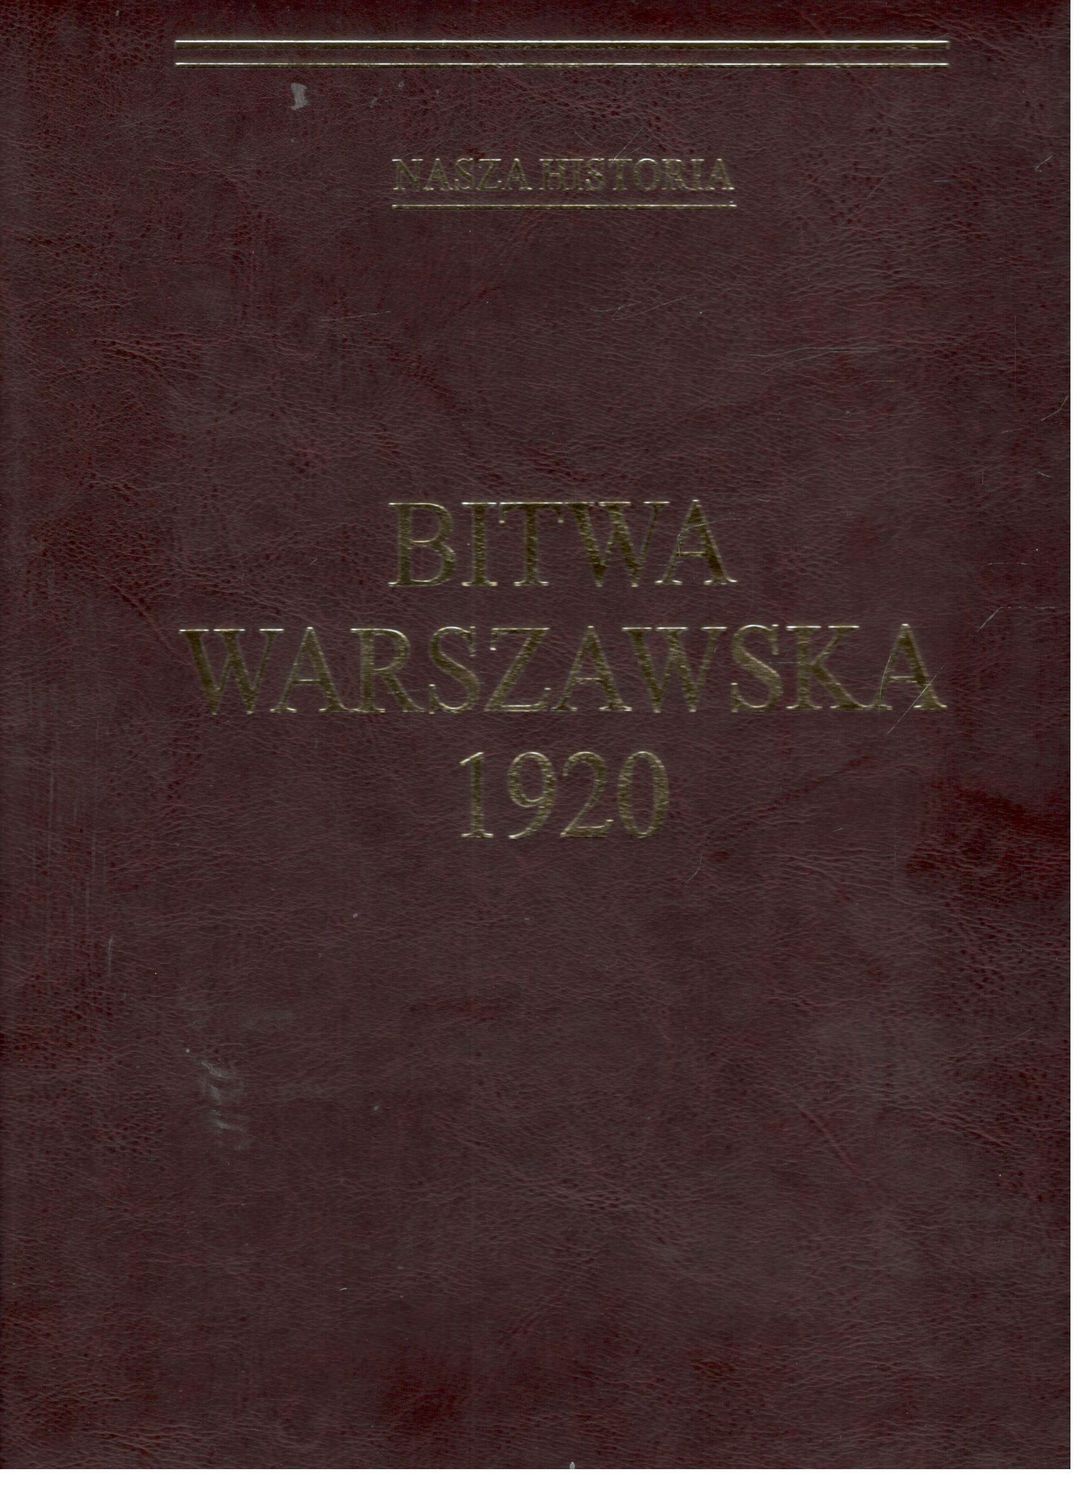 NASZA HISTORIA
BITWA
WARSZAWSKA
1920